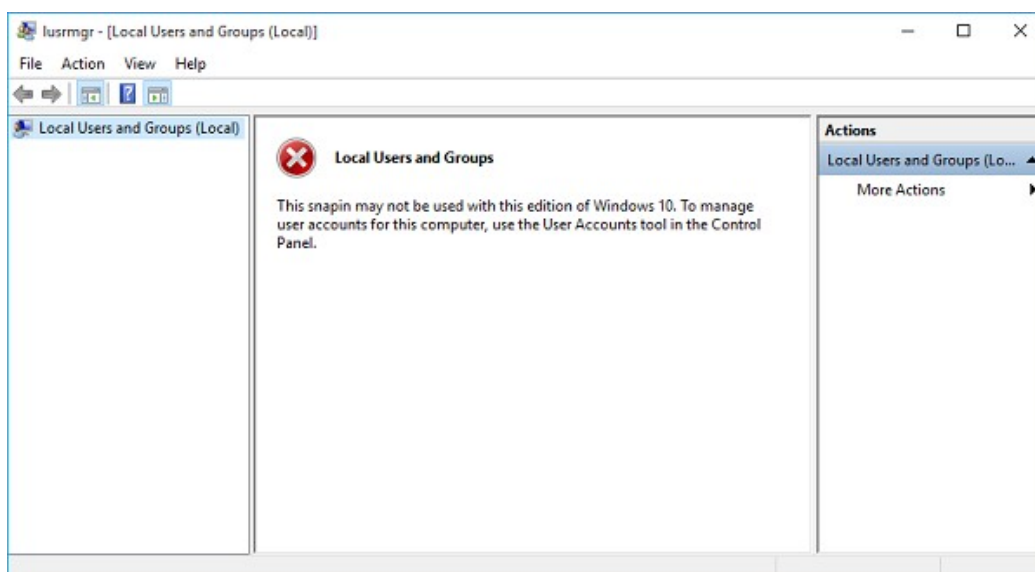 lusrmgr - [Local Users and Groups (Local)]
File Action View Help
Local Users and Groups (Local)
Local Users and Groups
This snapin may not be used with this edition of Windows 10. To manage
user accounts for this computer, use the User Accounts tool in the Control
Panel.
Actions
Local Users and Groups (Lo...
More Actions